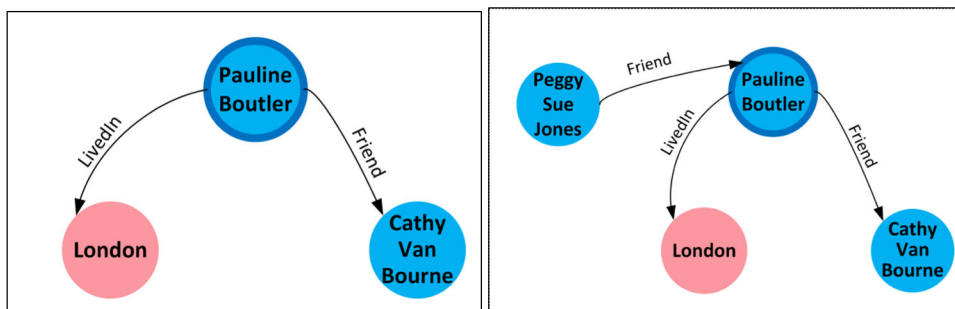 Pauline
Boutler
LivedIn
Friend
London
Cathy
Van
Bourne
Peggy
Sue
Jones
Friend
Pauline
Boutler
LivedIn
Friend
London
Cathy
Van
Bourne